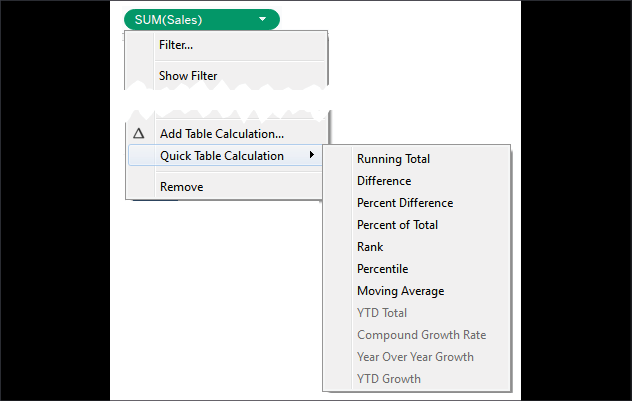 SUM(Sales)
Filter...
Show Filter
Add Table Calculation...
Quick Table Calculation
Remove
Running Total
Difference
Percent Difference
Percent of Total
Rank
Percentile
Moving Average
YTD Total
Compound Growth Rate
Year Over Year Growth
YTD Growth